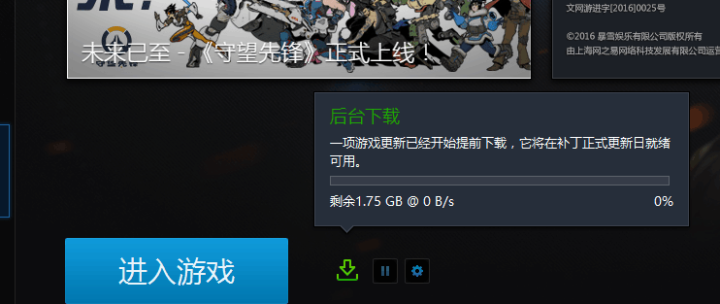 文网游进字[2016]0025号
©2016 暴雪娱乐有限公司版权所有
由上海网之易网络科技发展有限公司运营
守望先锋
未来已至 - 《守望先锋》正式上线！
后台下载
一项游戏更新已经开始提前下载，它将在补丁正式更新日就绪
可用。
剩余1.75 GB @ 0 B/s 0%
进入游戏